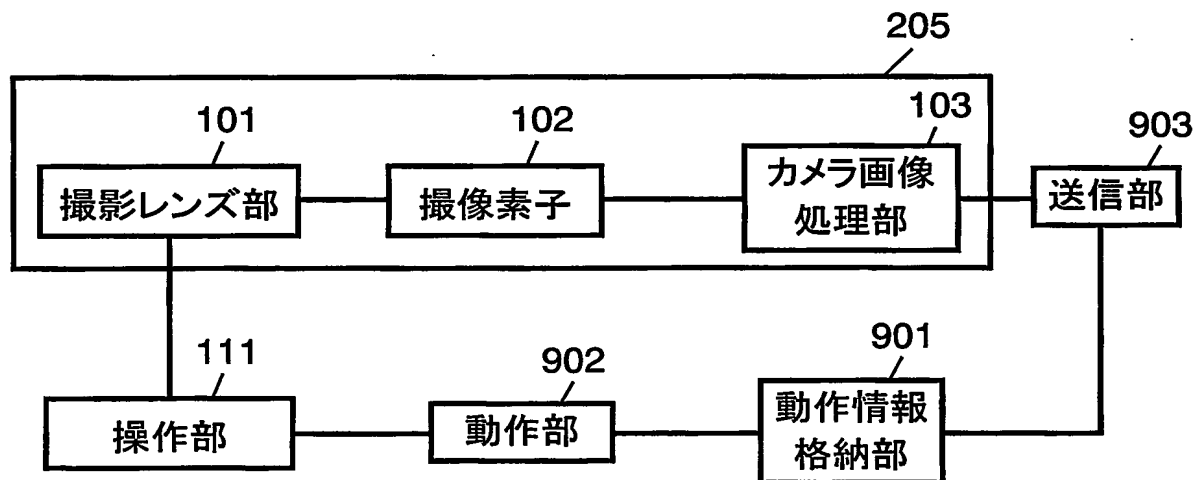 205
101
102
103
903
撮影レンズ部
撮像素子
カメラ画像
処理部
送信部
111
902
901
操作部
動作部
動作情報
格納部